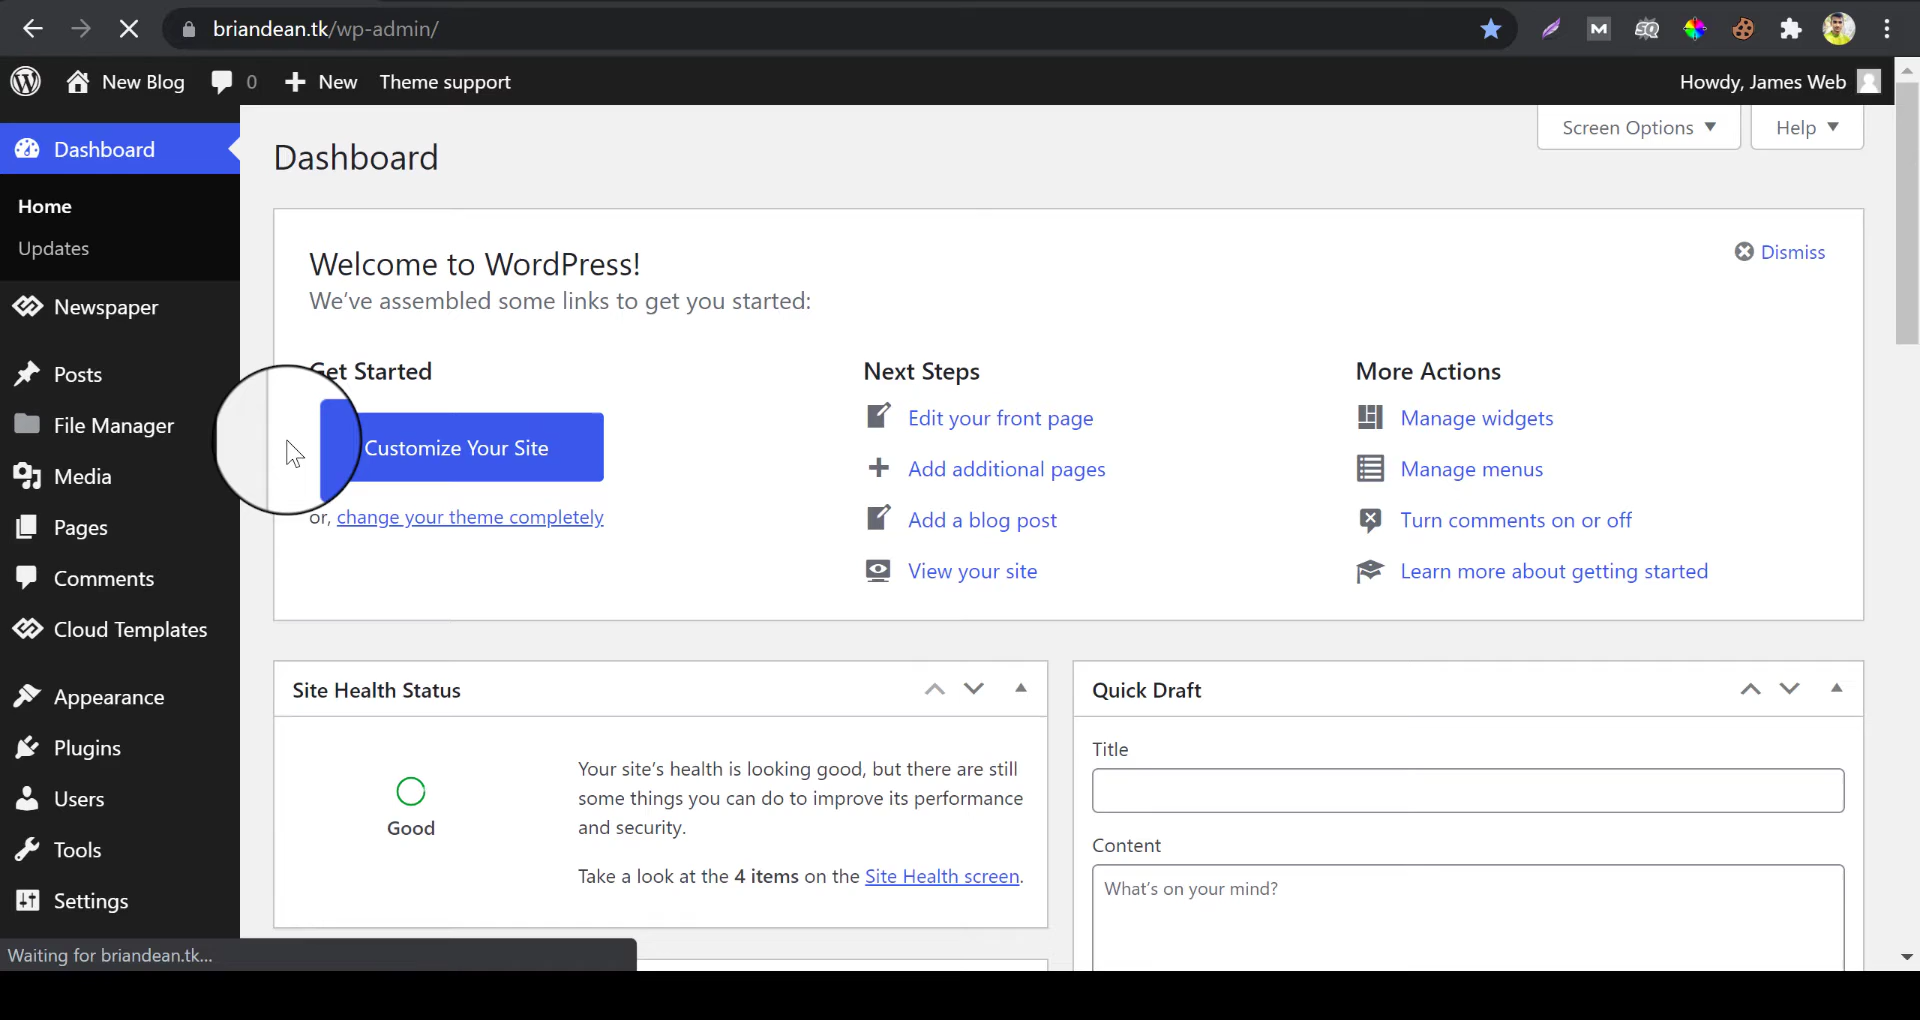 briandean.tk/wp-admin/
M
SQ
New Blog 0 New Theme support Howdy, James Web
Screen Options ▼ Help ▼
Dashboard
Home
Updates
Newspaper
Posts
File Manager
Media
Pages
Comments
Cloud Templates
Appearance
Plugins
Users
Tools
Settings
Dashboard
Welcome to WordPress!
Dismiss
We've assembled some links to get you started:
Get Started
Customize Your Site
or, change your theme completely
Next Steps
Edit your front page
Add additional pages
Add a blog post
View your site
More Actions
Manage widgets
Manage menus
Turn comments on or off
Learn more about getting started
Site Health Status
Good
Your site's health is looking good, but there are still
some things you can do to improve its performance
and security.
Take a look at the 4 items on the Site Health screen.
Quick Draft
Title
Content
What's on your mind?
Waiting for briandean.tk...